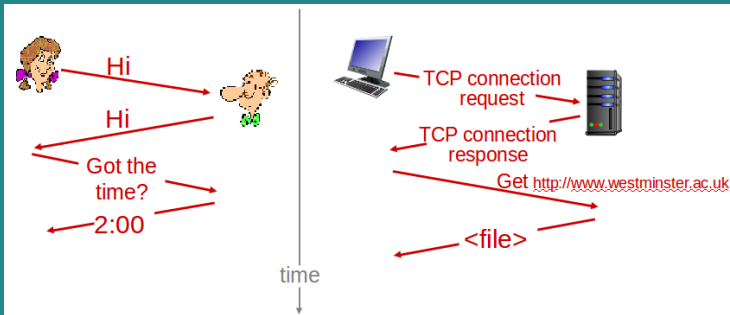 Hi
Hi
Got the
time?
2:00
time
TCP connection
request
TCP connection
response
Get http://www.westminster.ac.uk
<file>